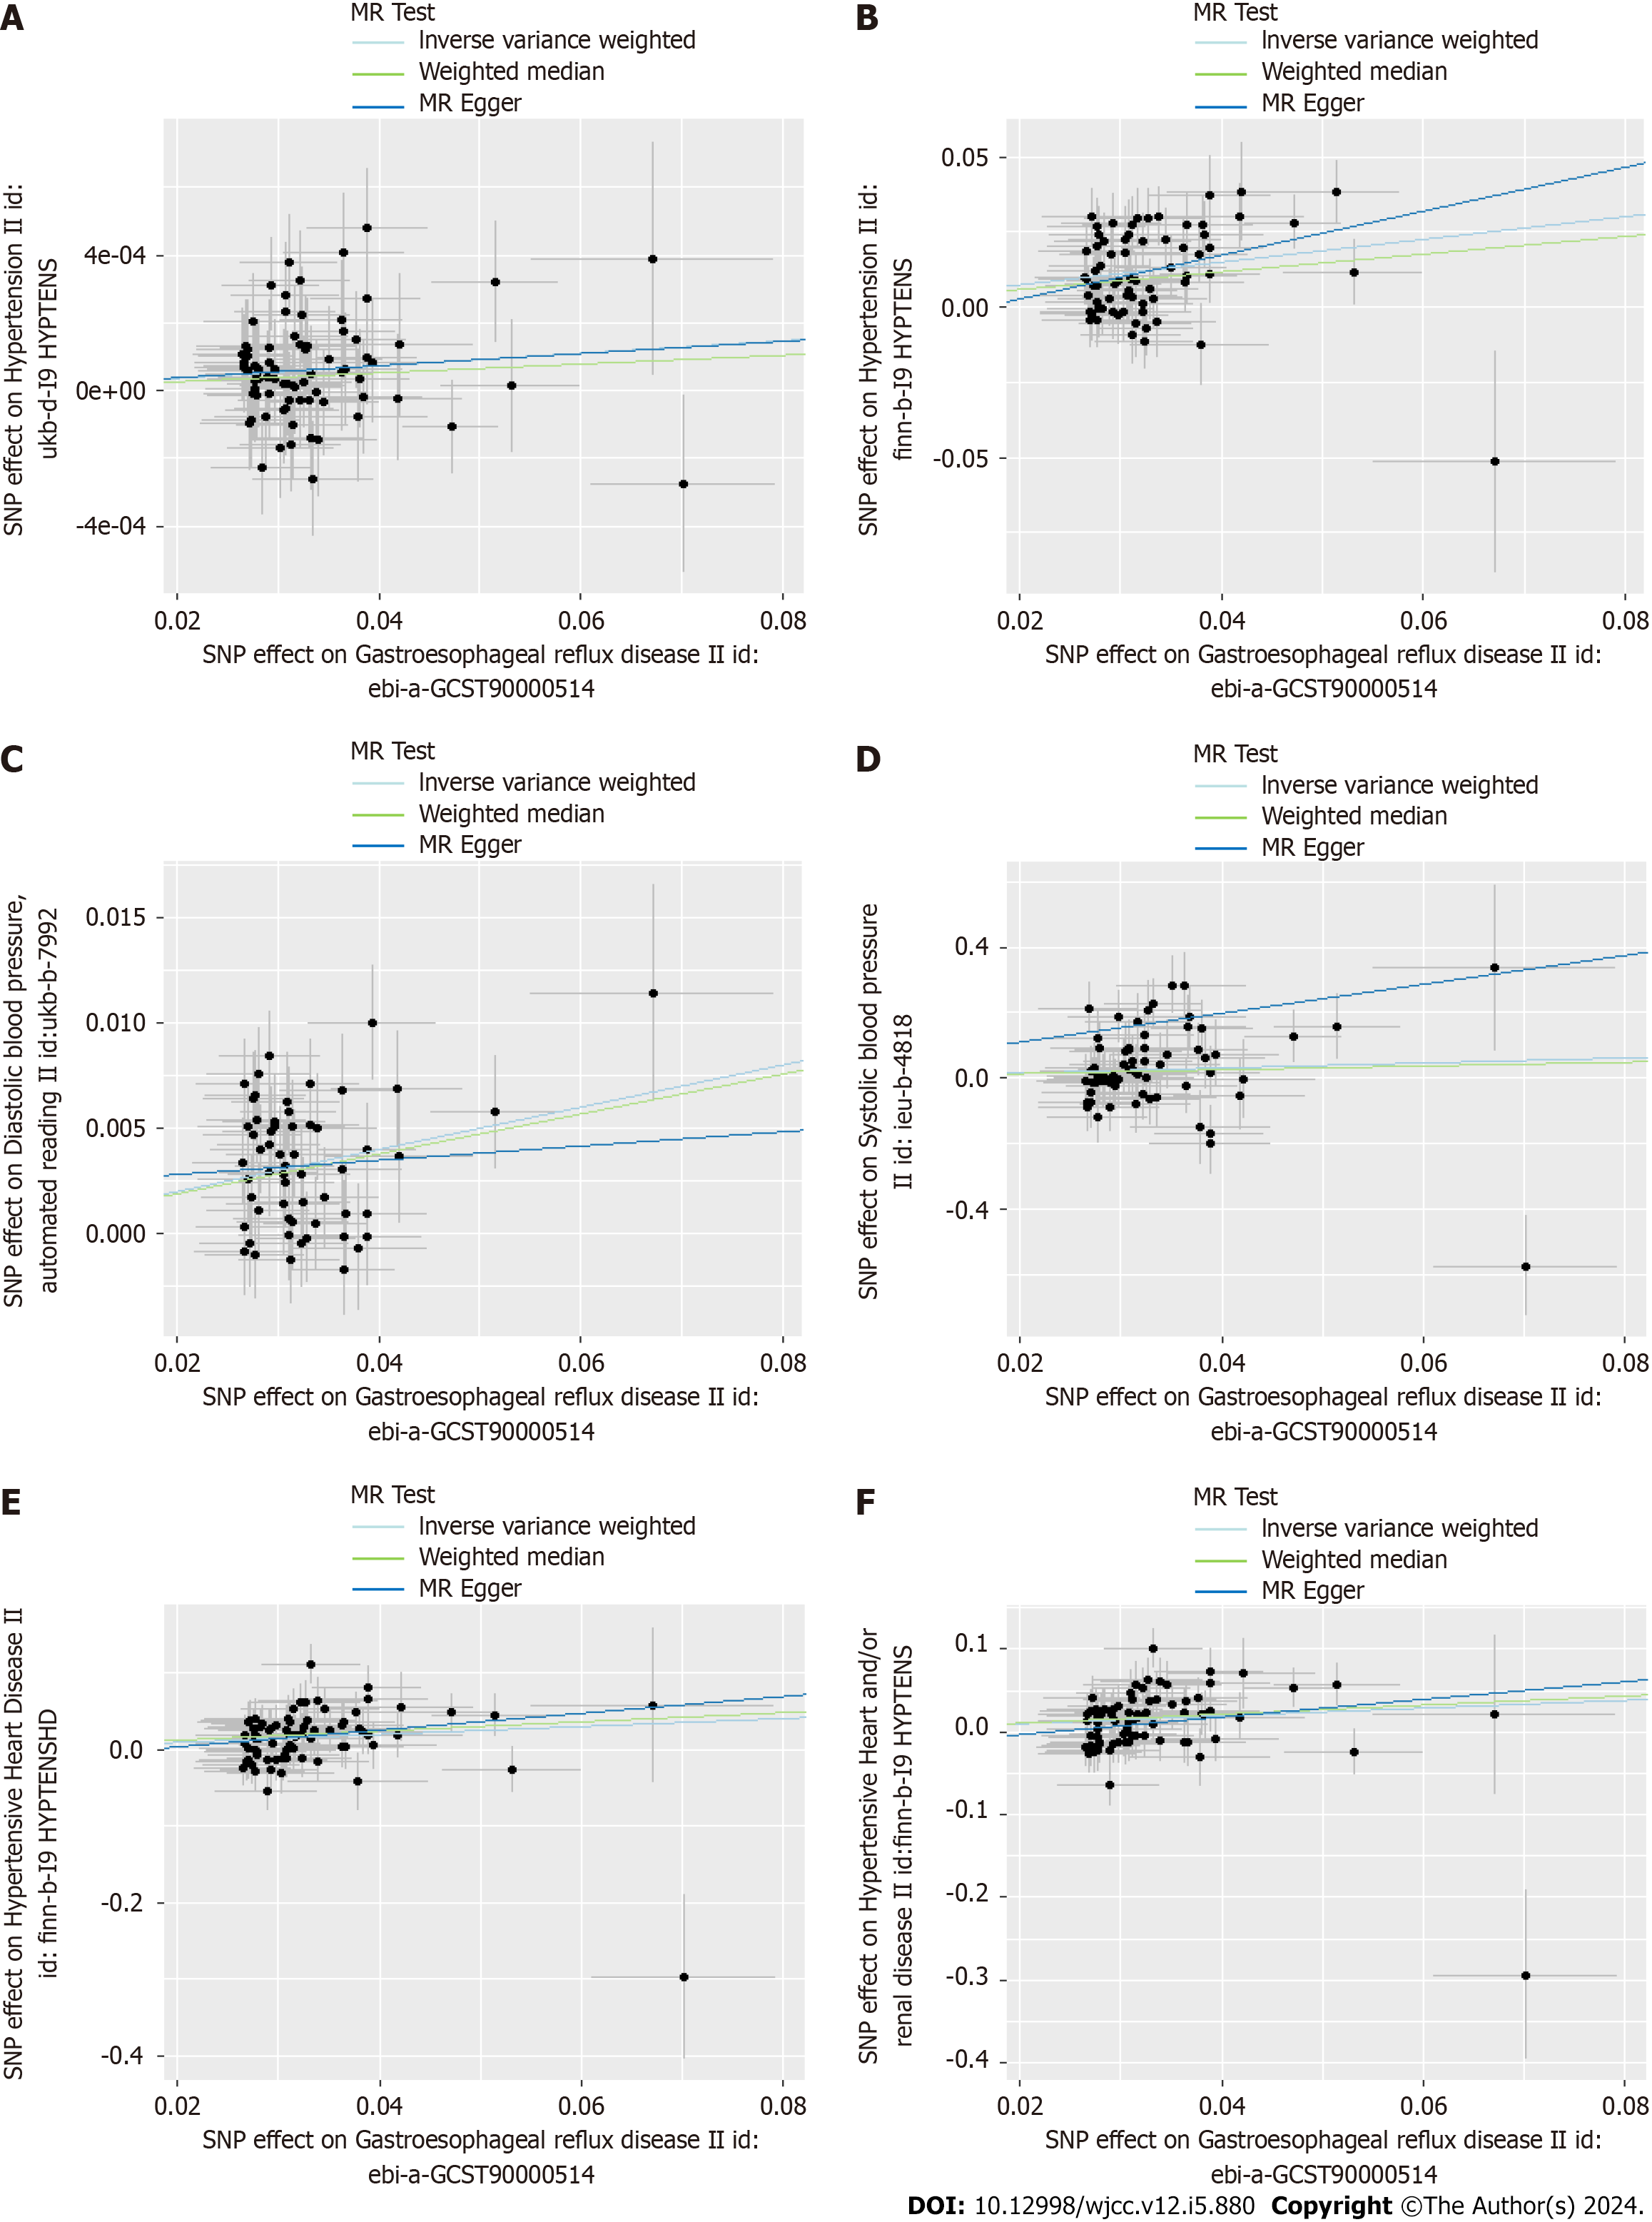 A
MR Test
Inverse variance weighted
Weighted median
MR Egger
SNP effect on Hypertension II id:
ukb-d-I9 HYPTENS
4e-04
0e+00
-4e-04
0.02 0.04 0.06 0.08
SNP effect on Gastroesophageal reflux disease II id:
ebi-a-GCST90000514
B
MR Test
Inverse variance weighted
Weighted median
MR Egger
SNP effect on Hypertension II id:
finn-b-I9 HYPTENS
0.05
0.00
-0.05
0.02 0.04 0.06 0.08
SNP effect on Gastroesophageal reflux disease II id:
ebi-a-GCST90000514
C
MR Test
Inverse variance weighted
Weighted median
MR Egger
SNP effect on Diastolic blood pressure,
automated reading II id:ukb-b-7992
0.015
0.010
0.005
0.000
0.02 0.04 0.06 0.08
SNP effect on Gastroesophageal reflux disease II id:
ebi-a-GCST90000514
D
MR Test
Inverse variance weighted
Weighted median
MR Egger
SNP effect on Systolic blood pressure
II id: ieu-b-4818
0.4
0.0
-0.4
0.02 0.04 0.06 0.08
SNP effect on Gastroesophageal reflux disease II id:
ebi-a-GCST90000514
E
MR Test
Inverse variance weighted
Weighted median
MR Egger
SNP effect on Hypertensive Heart Disease II
id: finn-b-I9 HYPTENSHD
0.0
-0.2
-0.4
0.02 0.04 0.06 0.08
SNP effect on Gastroesophageal reflux disease II id:
ebi-a-GCST90000514
F
MR Test
Inverse variance weighted
Weighted median
MR Egger
SNP effect on Hypertensive Heart and/or
renal disease II id:finn-b-I9 HYPTENS
0.1
0.0
-0.1
-0.2
-0.3
-0.4
0.02 0.04 0.06 0.08
SNP effect on Gastroesophageal reflux disease II id:
ebi-a-GCST90000514
DOI: 10.12998/wjcc.v12.i5.880 Copyright ©The Author(s) 2024.